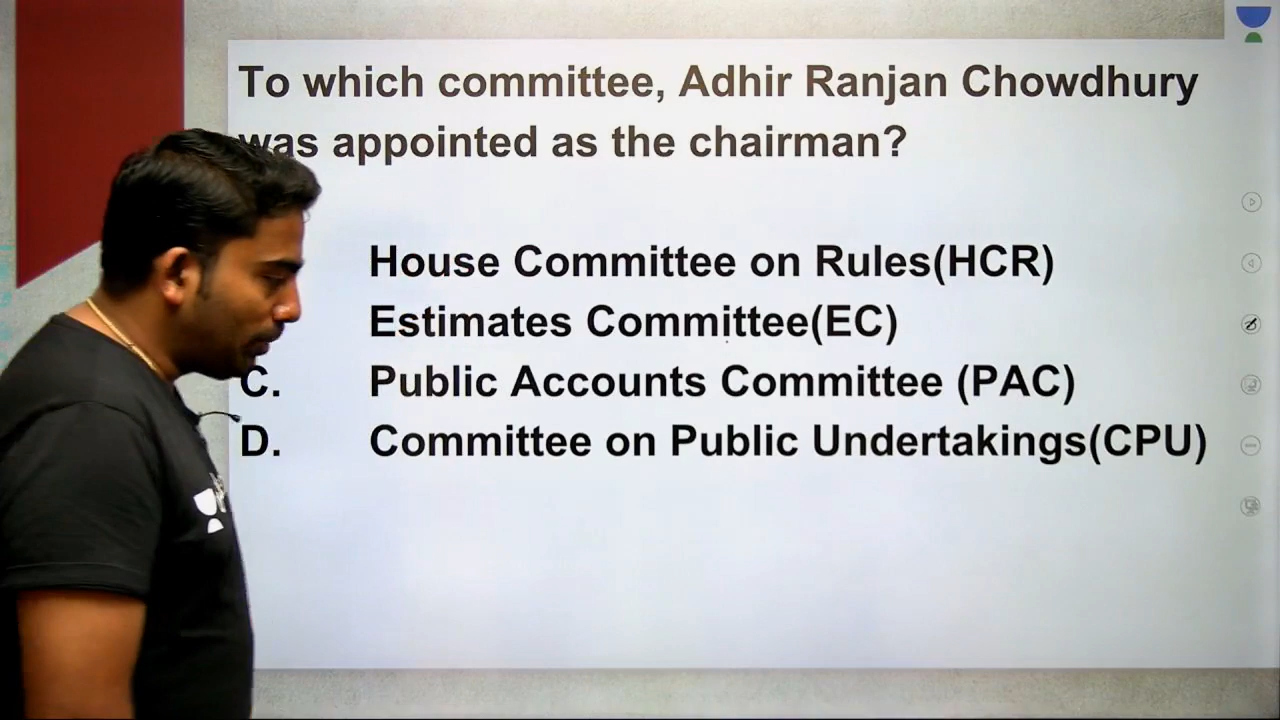 To which committee, Adhir Ranjan Chowdhury
was appointed as the chairman?
House Committee on Rules(HCR)
Estimates Committee(EC)
C. Public Accounts Committee (PAC)
D. Committee on Public Undertakings(CPU)